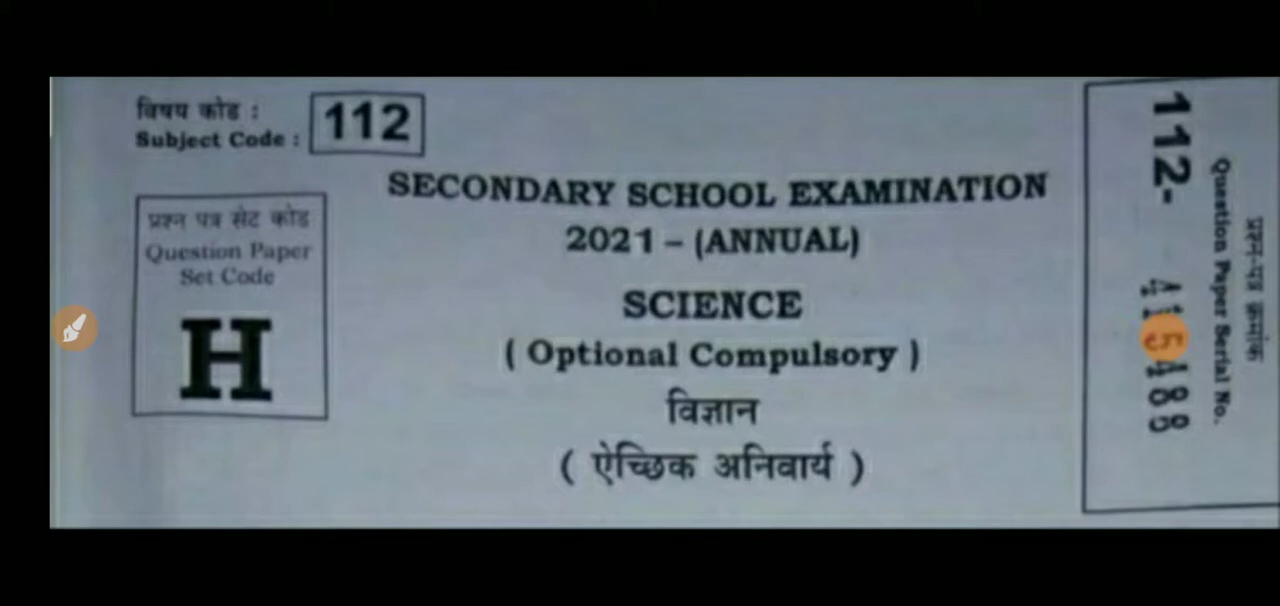 विषय कोड :
Subject Code :
112
प्रश्न पत्र सेट कोड
Question Paper
Set Code
H
SECONDARY SCHOOL EXAMINATION
2021 – (ANNUAL)
SCIENCE
( Optional Compulsory )
विज्ञान
( ऐच्छिक अनिवार्य )
प्रश्न-पत्र क्रमांक
Question Paper Serial No.
112-